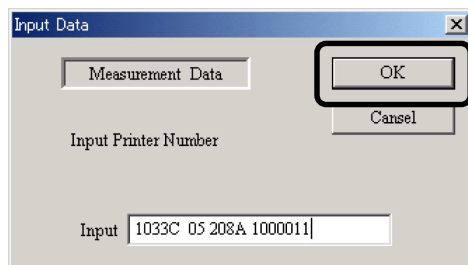 Input Data
Measurement Data
OK
Cansel
Input Printer Number
Input 1033C 05 208A 1000011